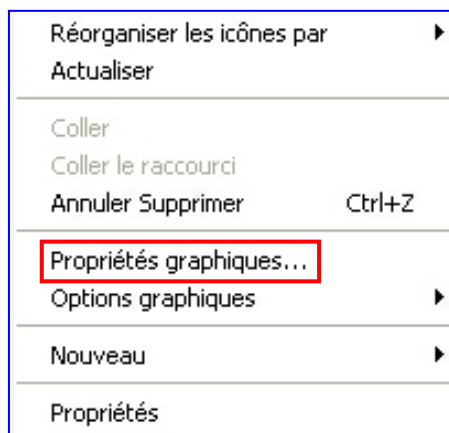 Réorganiser les icônes par
Actualiser
Coller
Coller le raccourci
Annuler Supprimer Ctrl+Z
Propriétés graphiques...
Options graphiques
Nouveau
Propriétés